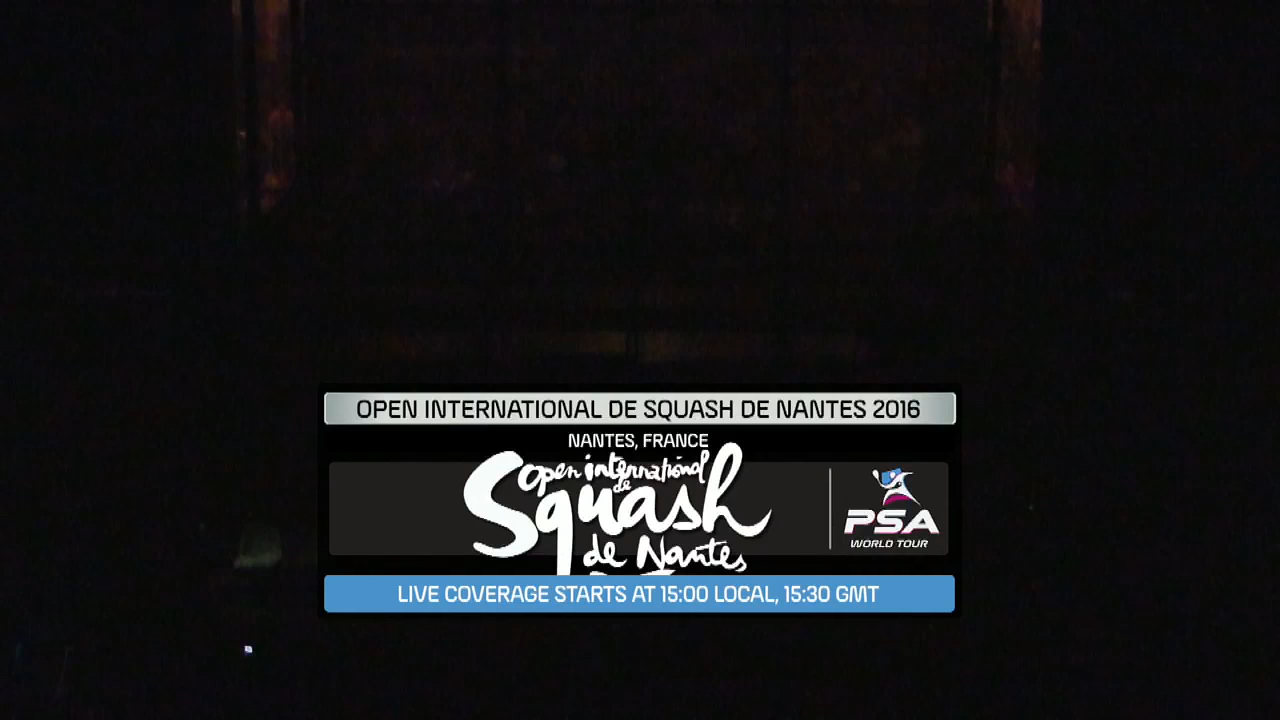 OPEN INTERNATIONAL DE SQUASH DE NANTES 2016
NANTES, FRANCE
Open international
de
Squash
de Nantes
PSA
WORLD TOUR
LIVE COVERAGE STARTS AT 15:00 LOCAL, 15:30 GMT